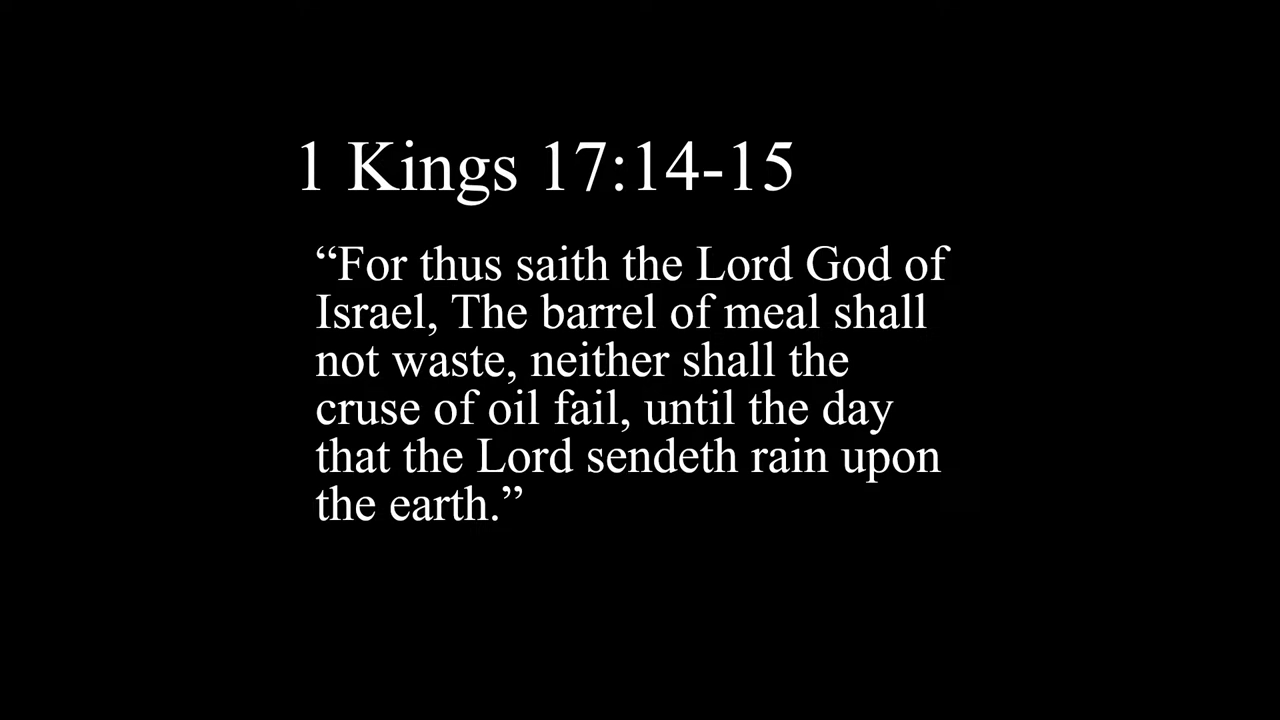 1 Kings 17:14-15
“For thus saith the Lord God of
Israel, The barrel of meal shall
not waste, neither shall the
cruse of oil fail, until the day
that the Lord sendeth rain upon
the earth.”